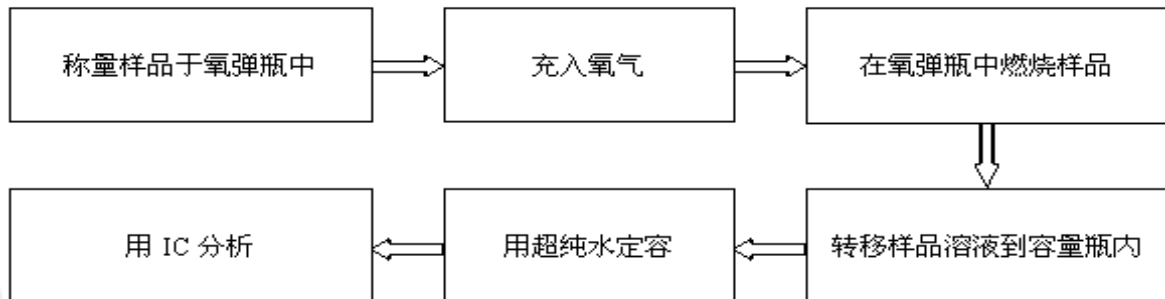 称量样品于氧弹瓶中
充入氧气
在氧弹瓶中燃烧样品
转移样品溶液到容量瓶内
用超纯水定容
用 IC 分析